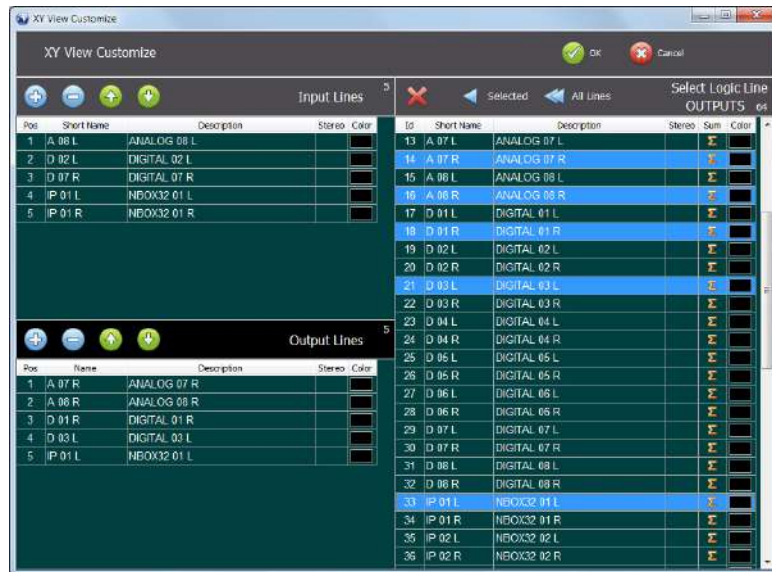 XY View Customize
XY View Customize
OK
Cancel
Input Lines
5
Pos Short Name Description Stereo Color
1 A 08 L ANALOG 08 L
2 D 02 L DIGITAL 02 L
3 D 07 R DIGITAL 07 R
4 IP 01 L NBOX32 01 L
5 IP 01 R NBOX32 01 R
Output Lines
5
Pos Name Description Stereo Color
1 A 07 R ANALOG 07 R
2 A 08 R ANALOG 08 R
3 D 01 R DIGITAL 01 R
4 D 03 L DIGITAL 03 L
5 IP 01 L NBOX32 01 L
Selected
All Lines
Select Logic Line
OUTPUTS 64
Id Short Name Description Stereo Sum Color
13 A 07 L ANALOG 07 L Σ
14 A 07 R ANALOG 07 R Σ
15 A 08 L ANALOG 08 L Σ
16 A 08 R ANALOG 08 R Σ
17 D 01 L DIGITAL 01 L Σ
18 D 01 R DIGITAL 01 R Σ
19 D 02 L DIGITAL 02 L Σ
20 D 02 R DIGITAL 02 R Σ
21 D 03 L DIGITAL 03 L Σ
22 D 03 R DIGITAL 03 R Σ
23 D 04 L DIGITAL 04 L Σ
24 D 04 R DIGITAL 04 R Σ
25 D 05 L DIGITAL 05 L Σ
26 D 05 R DIGITAL 05 R Σ
27 D 06 L DIGITAL 06 L Σ
28 D 06 R DIGITAL 06 R Σ
29 D 07 L DIGITAL 07 L Σ
30 D 07 R DIGITAL 07 R Σ
31 D 08 L DIGITAL 08 L Σ
32 D 08 R DIGITAL 08 R Σ
33 IP 01 L NBOX32 01 L Σ
34 IP 01 R NBOX32 01 R Σ
35 IP 02 L NBOX32 02 L Σ
36 IP 02 R NBOX32 02 R Σ